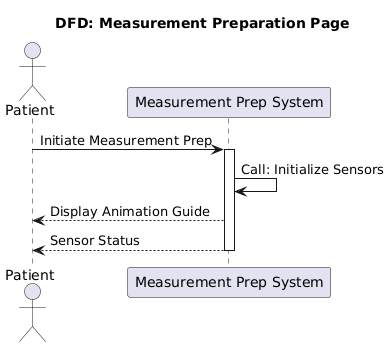 DFD: Measurement Preparation Page
Patient
Measurement Prep System
Initiate Measurement Prep
Call: Initialize Sensors
Display Animation Guide
Sensor Status
Patient
Measurement Prep System